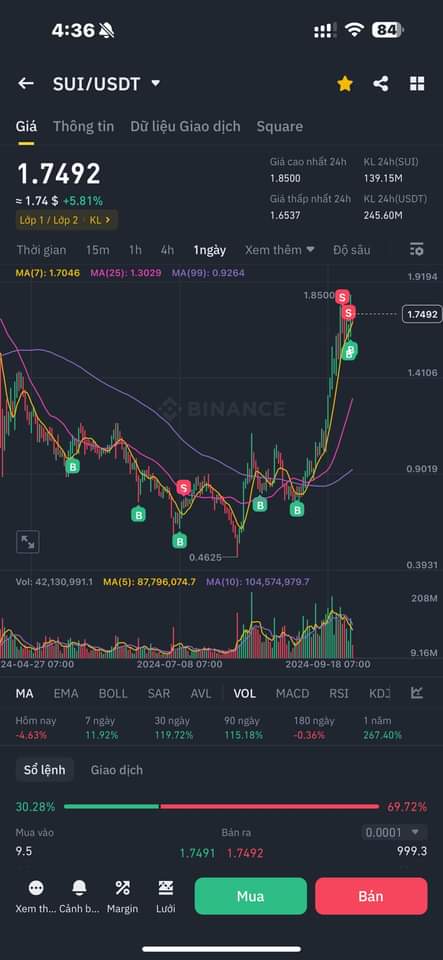 4:36
84
SUI/USDT
Giá Thông tin Dữ liệu Giao dịch Square
1.7492
≈ 1.74 $ +5.81%
Lớp 1 / Lớp 2 · KL >
Giá cao nhất 24h KL 24h(SUI)
1.8500 139.15M
Giá thấp nhất 24h KL 24h(USDT)
1.6537 245.60M
Thời gian 15m 1h 4h 1ngày Xem thêm Độ sâu
MA(7): 1.7046 MA(25): 1.3029 MA(99): 0.9264
1.9194
1.8500 S
S 1.7492
B
B
1.4106
BINANCE
B
0.9019
S
B
B
B
B
0.4625
0.3931
Vol: 42,130,991.1 MA(5): 87,796,074.7 MA(10): 104,574,979.7
208M
9.16M
24-04-27 07:00 2024-07-08 07:00 2024-09-18 07:00
MA EMA BOLL SAR AVL VOL MACD RSI KDJ
Hôm nay 7 ngày 30 ngày 90 ngày 180 ngày 1 năm
-4.63% 11.92% 119.72% 115.18% -0.36% 267.40%
Sổ lệnh Giao dịch
30.28% 69.72%
Mua vào Bán ra 0.0001
9.5 1.7491 1.7492 999.3
Xem th... Cảnh b... Margin Lưới
Mua Bán